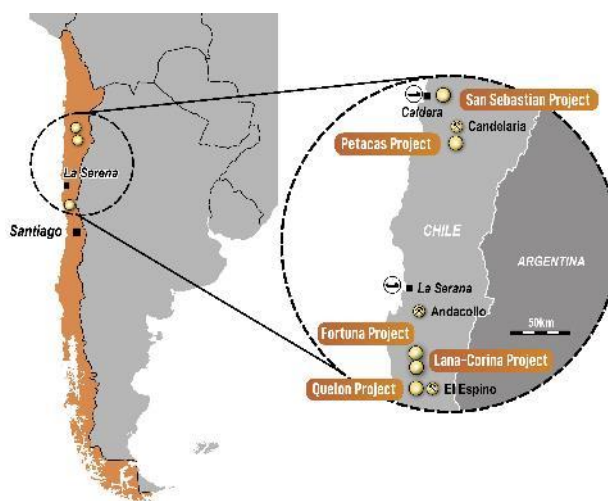 La Serena
Santiago
San Sebastian Project
Caldera
Candelaria
Petacas Project
CHILE
ARGENTINA
La Serana
Andacollo
50km
Fortuna Project
Lana-Corina Project
Quelon Project
El Espino